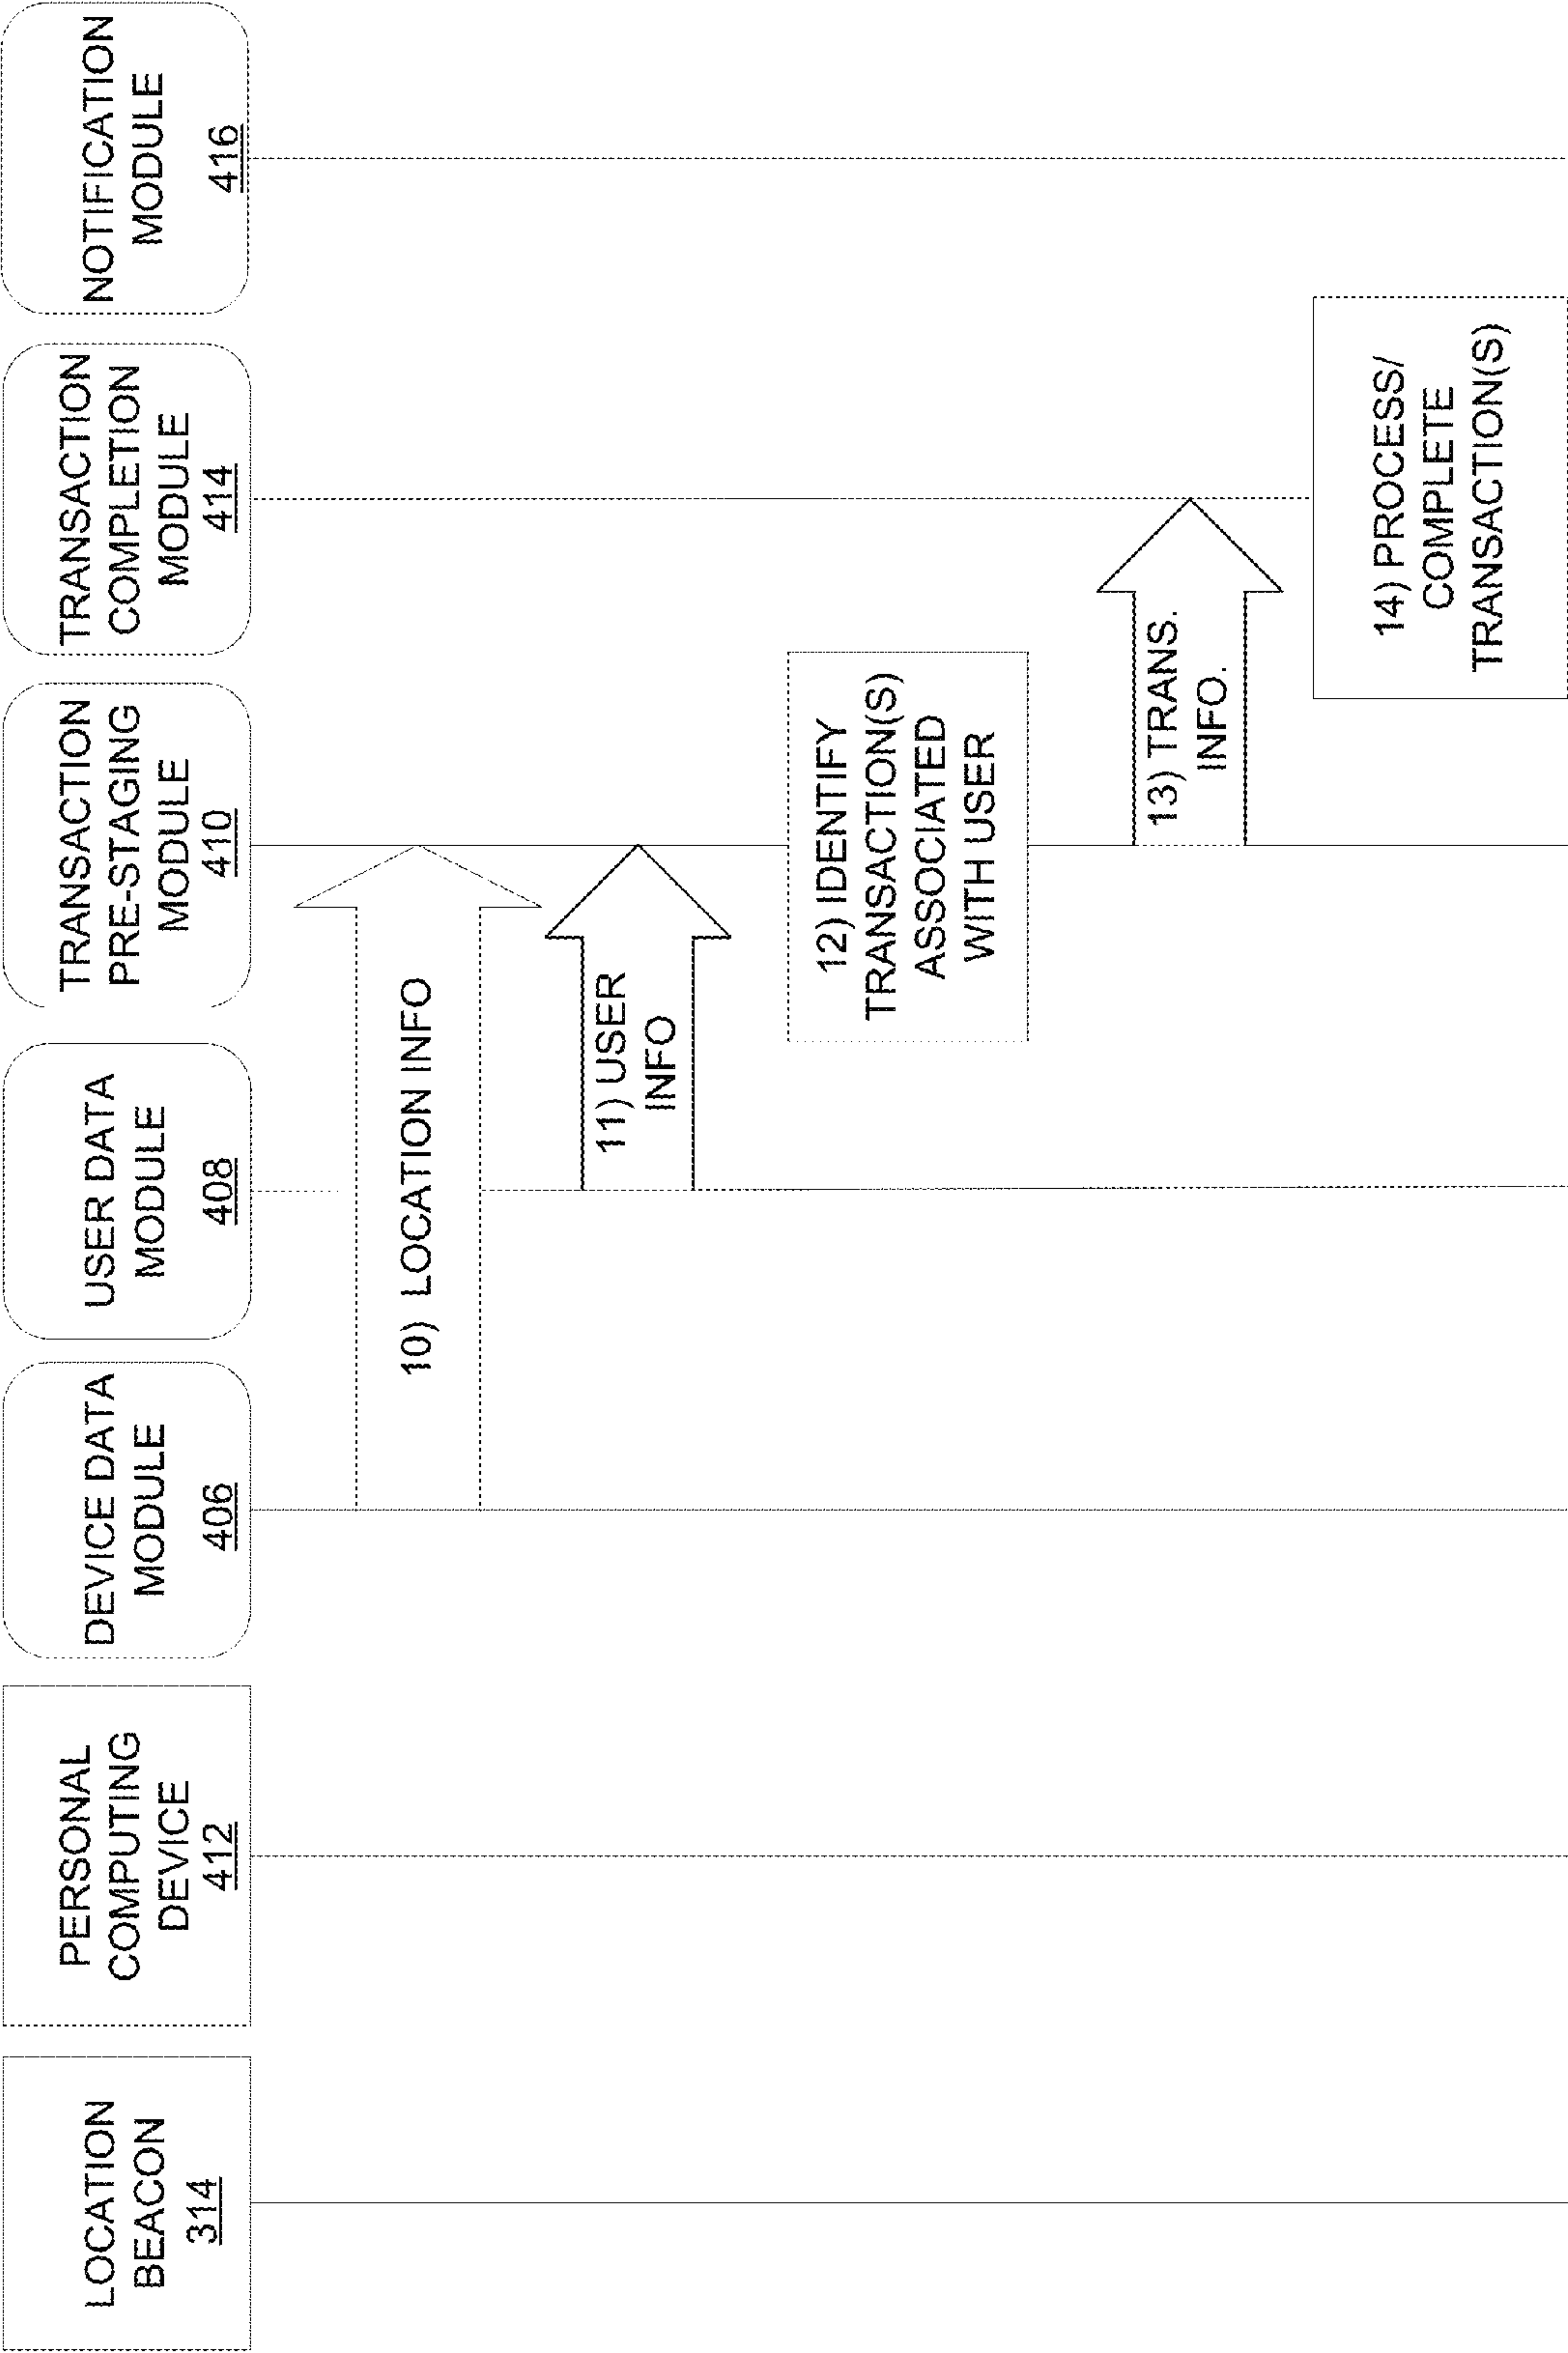 LOCATION
BEACON
314
PERSONAL
COMPUTING
DEVICE
412
DEVICE DATA
MODULE
406
USER DATA
MODULE
408
TRANSACTION
PRE-STAGING
MODULE
410
TRANSACTION
COMPLETION
MODULE
414
NOTIFICATION
MODULE
416
10) LOCATION INFO
11) USER
INFO
12) IDENTIFY
TRANSACTION(S)
ASSOCIATED
WITH USER
13) TRANS.
INFO.
14) PROCESS/
COMPLETE
TRANSACTION(S)